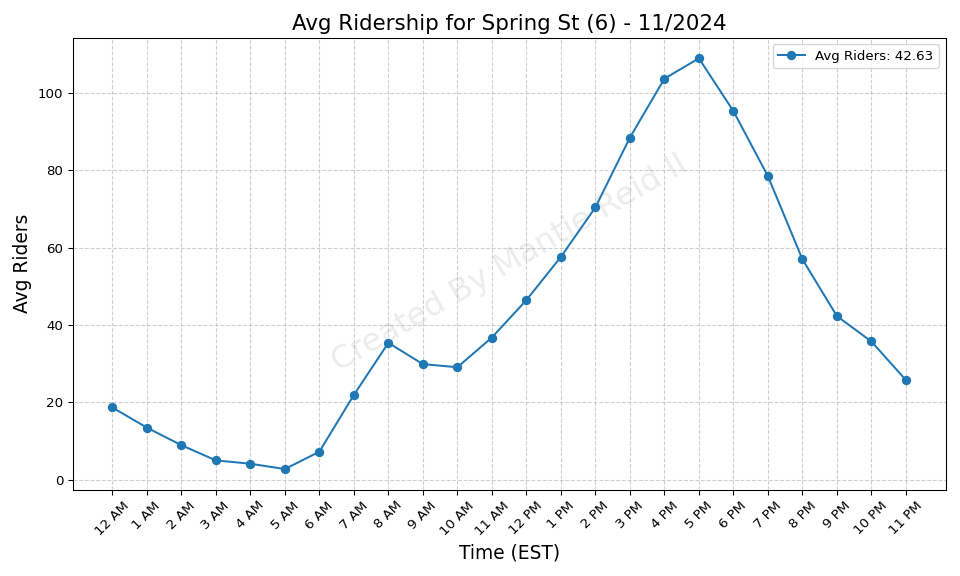 Avg Ridership for Spring St (6) - 11/2024
Avg Riders: 42.63
100
80
60
40
20
0
Avg Riders
Created By Mantie Reid II
12 AM
1 AM
2 AM
3 AM
4 AM
5 AM
6 AM
7 AM
8 AM
9 AM
10 AM
11 AM
12 PM
1 PM
2 PM
3 PM
4 PM
5 PM
6 PM
7 PM
8 PM
9 PM
10 PM
11 PM
Time (EST)